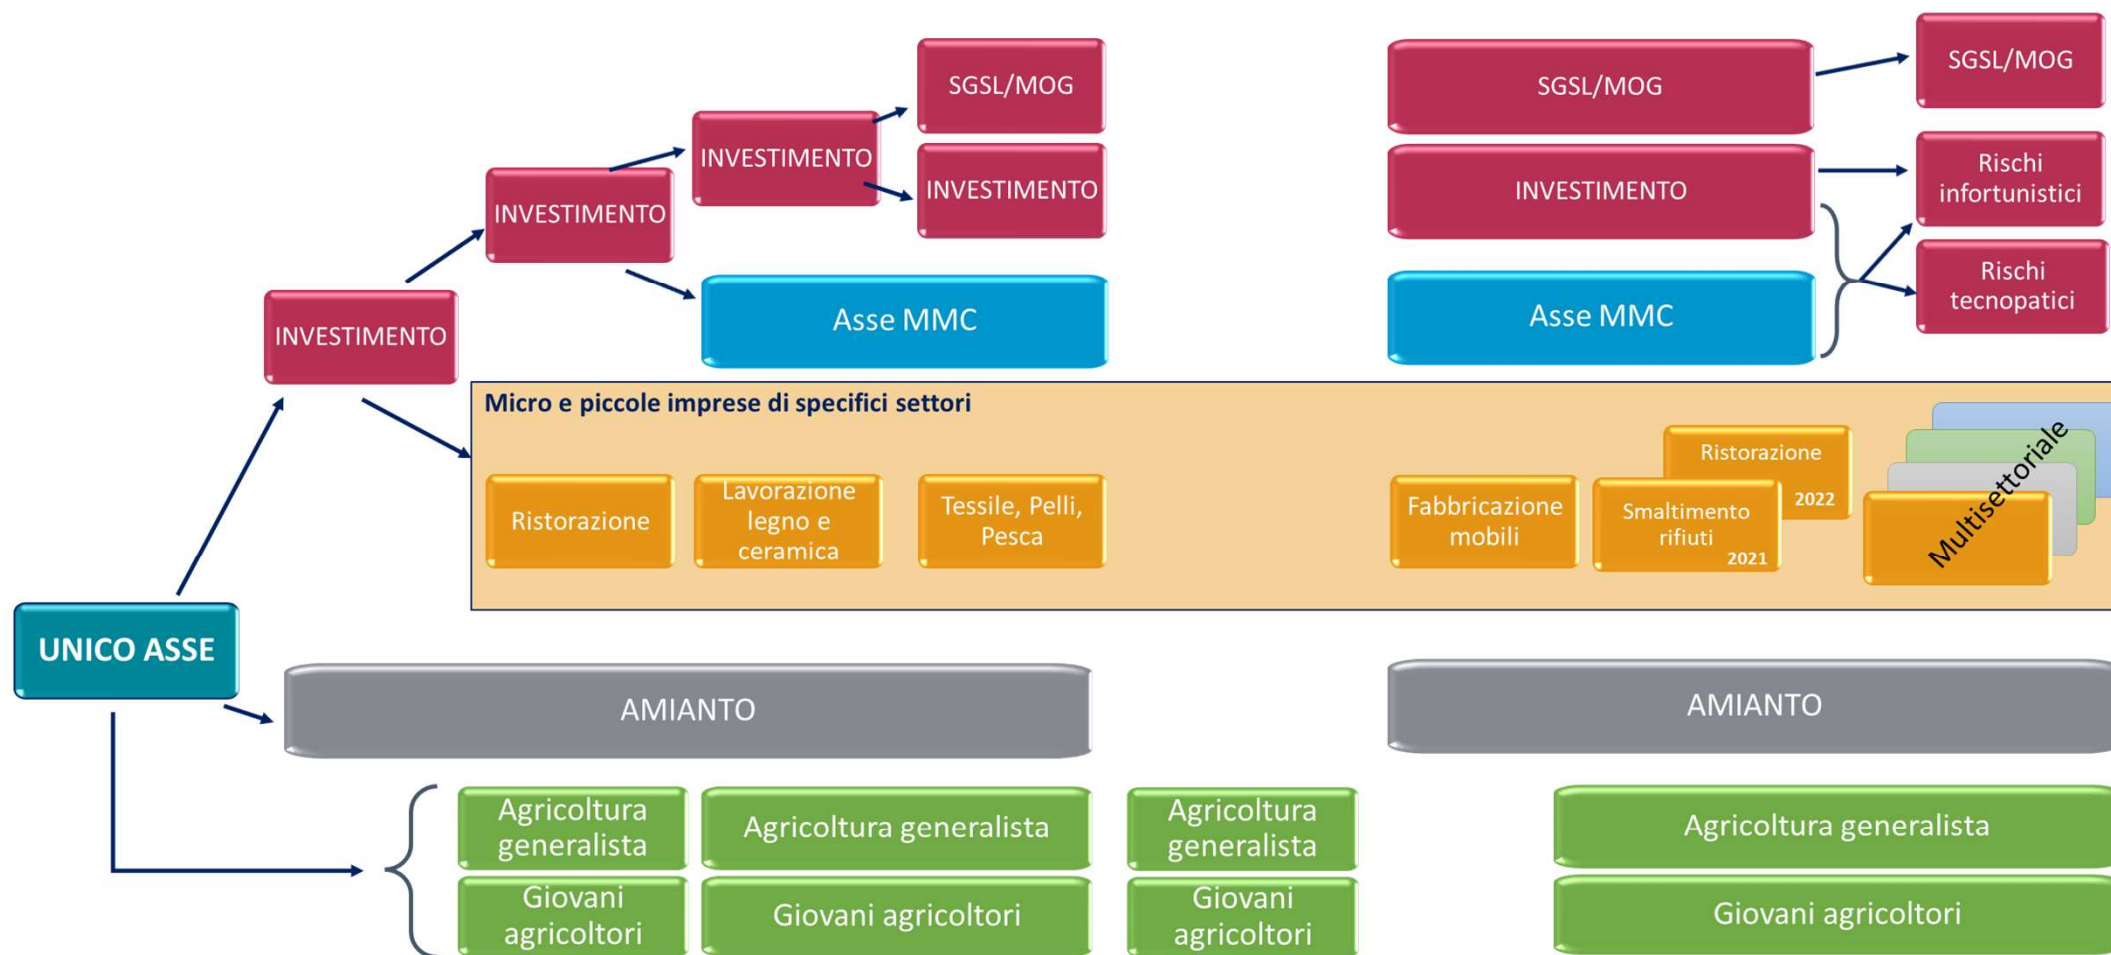 SGSL/MOG
INVESTIMENTO
INVESTIMENTO
INVESTIMENTO
INVESTIMENTO
Asse MMC
SGSL/MOG
INVESTIMENTO
Asse MMC
SGSL/MOG
Rischi
infortunistici
Rischi
tecnopatici
Micro e piccole imprese di specifici settori
Ristorazione
Lavorazione
legno e
ceramica
Tessile, Pelli,
Pesca
Fabbricazione
mobili
Ristorazione
2022
Smaltimento
rifiuti
2021
Multisettoriale
UNICO ASSE
AMIANTO
AMIANTO
Agricoltura
generalista
Agricoltura generalista
Agricoltura
generalista
Agricoltura generalista
Giovani
agricoltori
Giovani agricoltori
Giovani
agricoltori
Giovani agricoltori